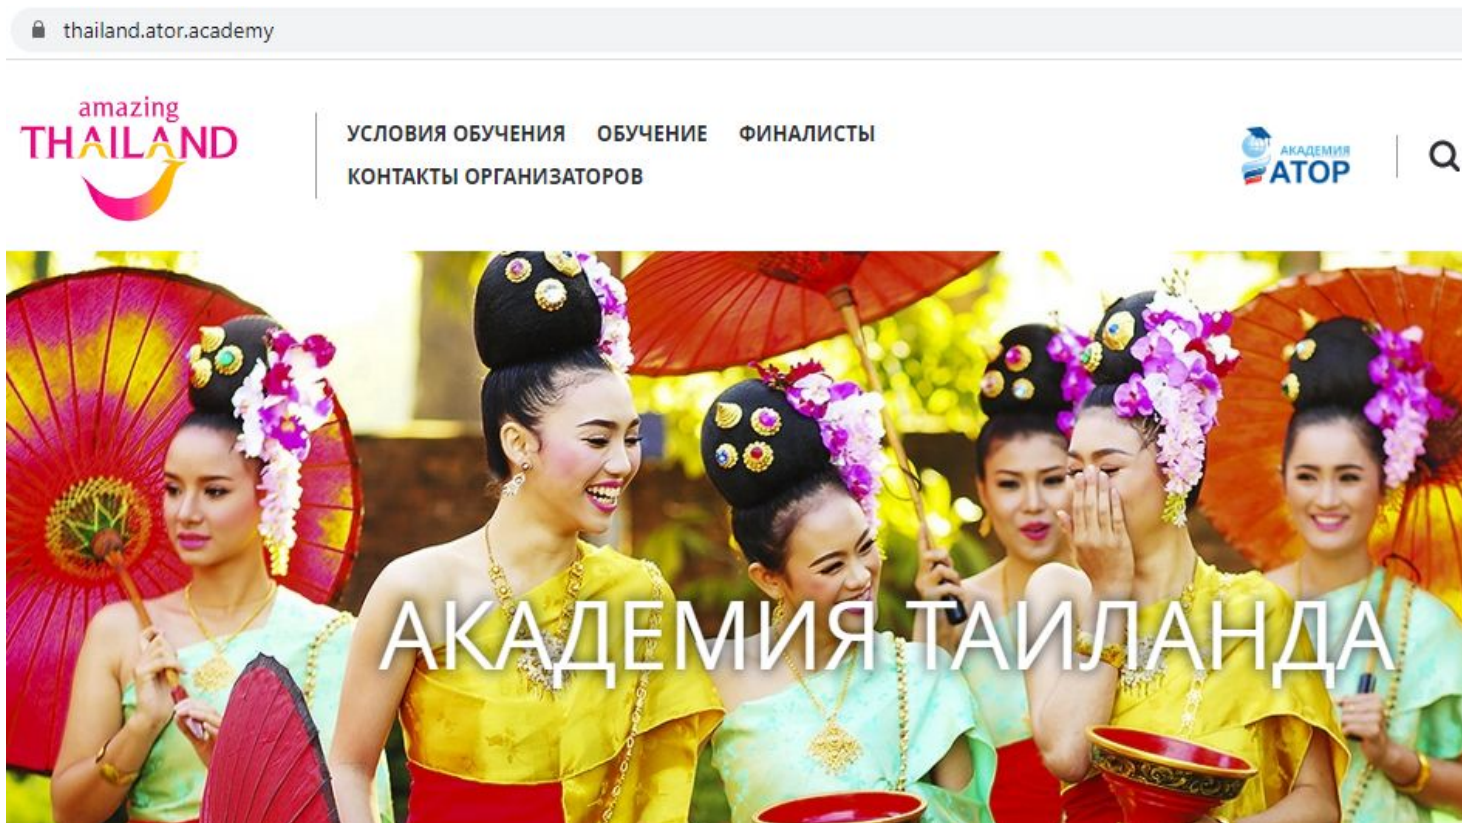 thailand.ator.academy
amazing
THAILAND
УСЛОВИЯ ОБУЧЕНИЯ ОБУЧЕНИЕ ФИНАЛИСТЫ
КОНТАКТЫ ОРГАНИЗАТОРОВ
АКАДЕМИЯ
АТОР
АКАДЕМИЯ ТАИЛАНДА